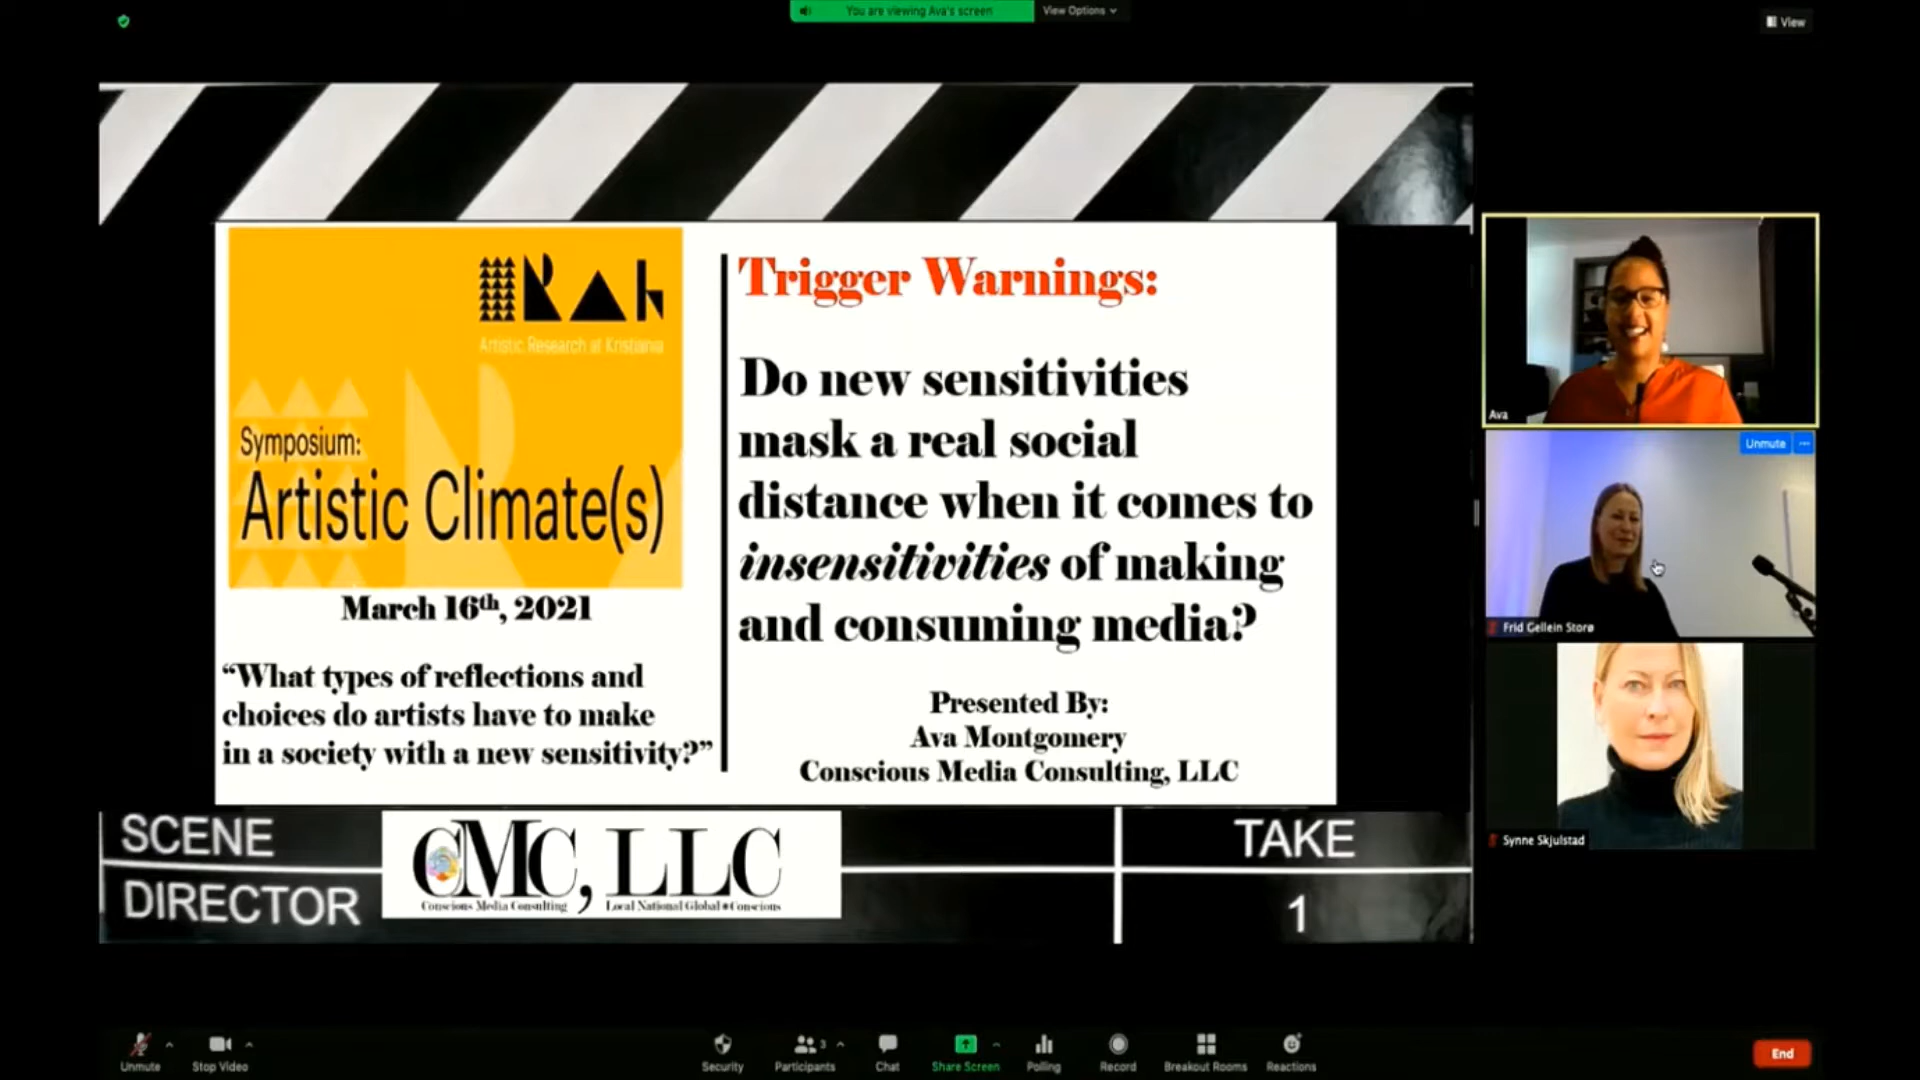 You are viewing Ava's screen
View Options
View
Artistic Research at Kristiania
Symposium:
Artistic Climate(s)
March 16th, 2021
“What types of reflections and
choices do artists have to make
in a society with a new sensitivity?”
Trigger Warnings:
Do new sensitivities
mask a real social
distance when it comes to
insensitivities of making
and consuming media?
Presented By:
Ava Montgomery
Conscious Media Consulting, LLC
SCENE
DIRECTOR
CMC, LLC
Conscious Media Consulting
Local National Global Conscious
TAKE
1
Ava
Unmute
Frid Gellein Storø
Synne Skjulstad
Unmute
Stop Video
Security
Participants
3
Chat
Share Screen
Polling
Record
Breakout Rooms
Reactions
End